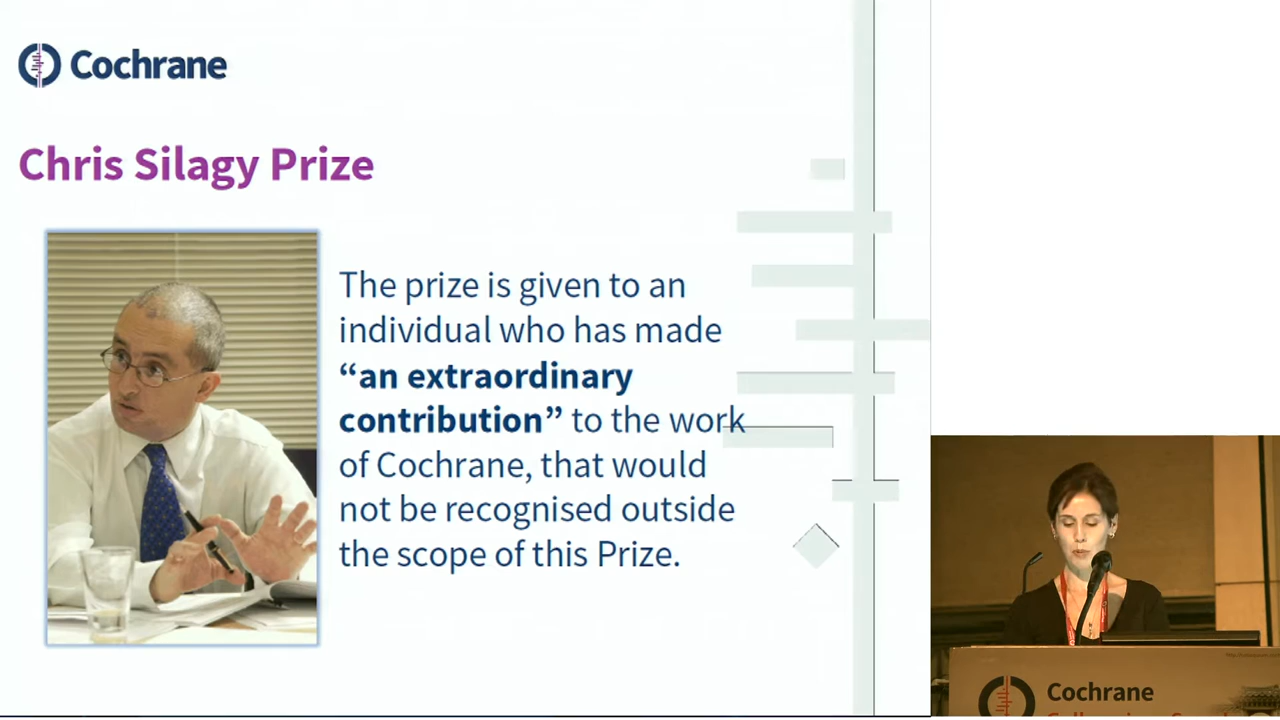 Cochrane
Chris Silagy Prize
The prize is given to an
individual who has made
“an extraordinary
contribution” to the work
of Cochrane, that would
not be recognised outside
the scope of this Prize.
Cochrane